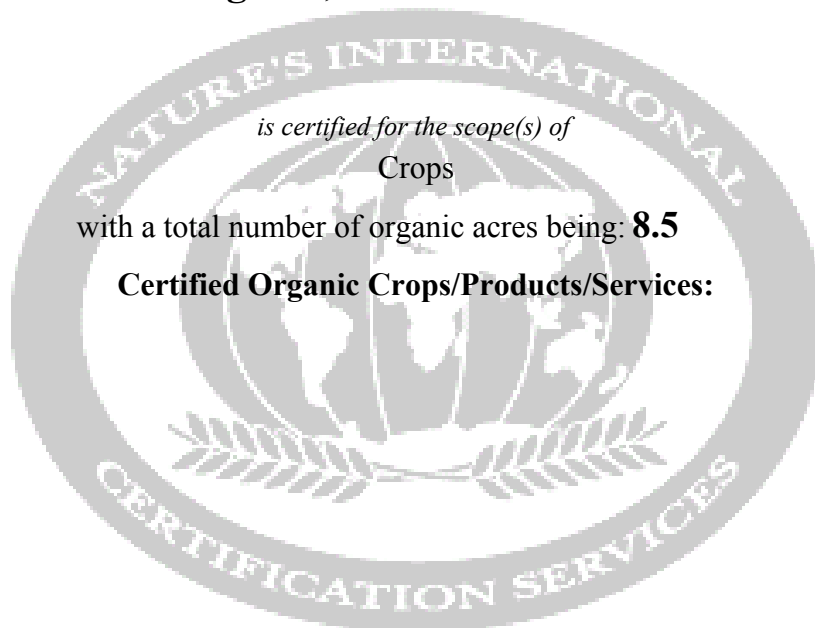 NATURE'S INTERNATIONAL
is certified for the scope(s) of
Crops
with a total number of organic acres being: 8.5
Certified Organic Crops/Products/Services:
CERTIFICATION SERVICES